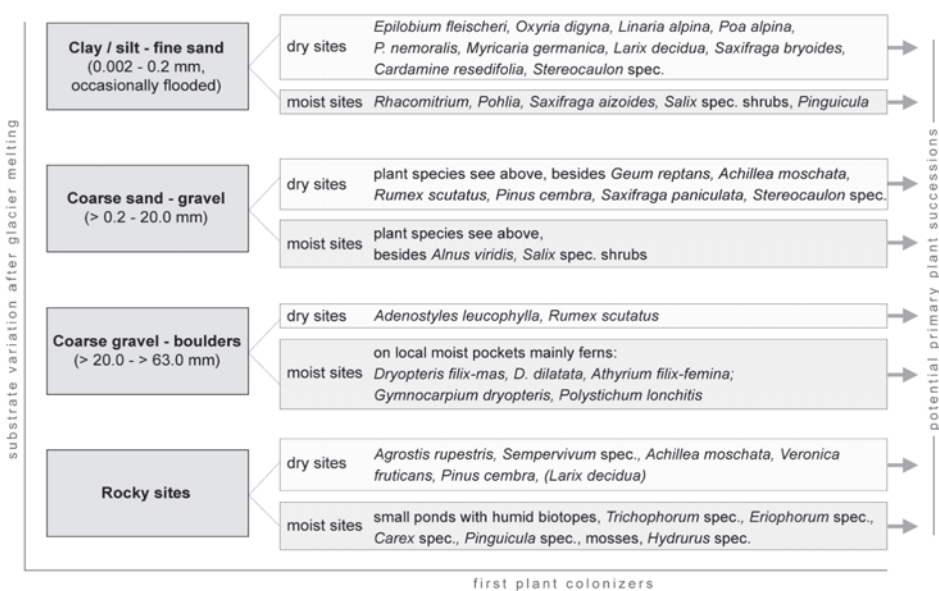 substrate variation after glacier melting
Clay / silt - fine sand
(0.002 - 0.2 mm,
occasionally flooded)
dry sites
Epilobium fleischeri, Oxyria digyna, Linaria alpina, Poa alpina,
P. nemoralis, Myricaria germanica, Larix decidua, Saxifraga bryoides,
Cardamine resedifolia, Stereocaulon spec.
moist sites
Rhacomitrium, Pohlia, Saxifraga aizoides, Salix spec. shrubs, Pinguicula
Coarse sand - gravel
(> 0.2 - 20.0 mm)
dry sites
plant species see above, besides Geum reptans, Achillea moschata,
Rumex scutatus, Pinus cembra, Saxifraga paniculata, Stereocaulon spec.
moist sites
plant species see above,
besides Alnus viridis, Salix spec. shrubs
Coarse gravel - boulders
(> 20.0 - > 63.0 mm)
dry sites
Adenostyles leucophylla, Rumex scutatus
moist sites
on local moist pockets mainly ferns:
Dryopteris filix-mas, D. dilatata, Athyrium filix-femina;
Gymnocarpium dryopteris, Polystichum lonchitis
Rocky sites
dry sites
Agrostis rupestris, Sempervivum spec., Achillea moschata, Veronica
fruticans, Pinus cembra, (Larix decidua)
moist sites
small ponds with humid biotopes, Trichophorum spec., Eriophorum spec.,
Carex spec., Pinguicula spec., mosses, Hydrurus spec.
potential primary plant successions
first plant colonizers